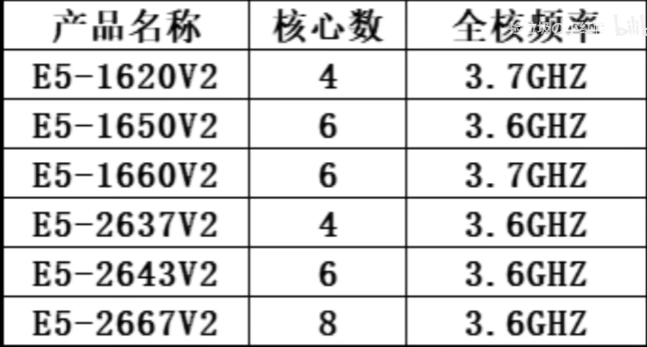 产品名称 核心数 全核频率
E5-1620V2 4 3.7GHZ
E5-1650V2 6 3.6GHZ
E5-1660V2 6 3.7GHZ
E5-2637V2 4 3.6GHZ
E5-2643V2 6 3.6GHZ
E5-2667V2 8 3.6GHZ